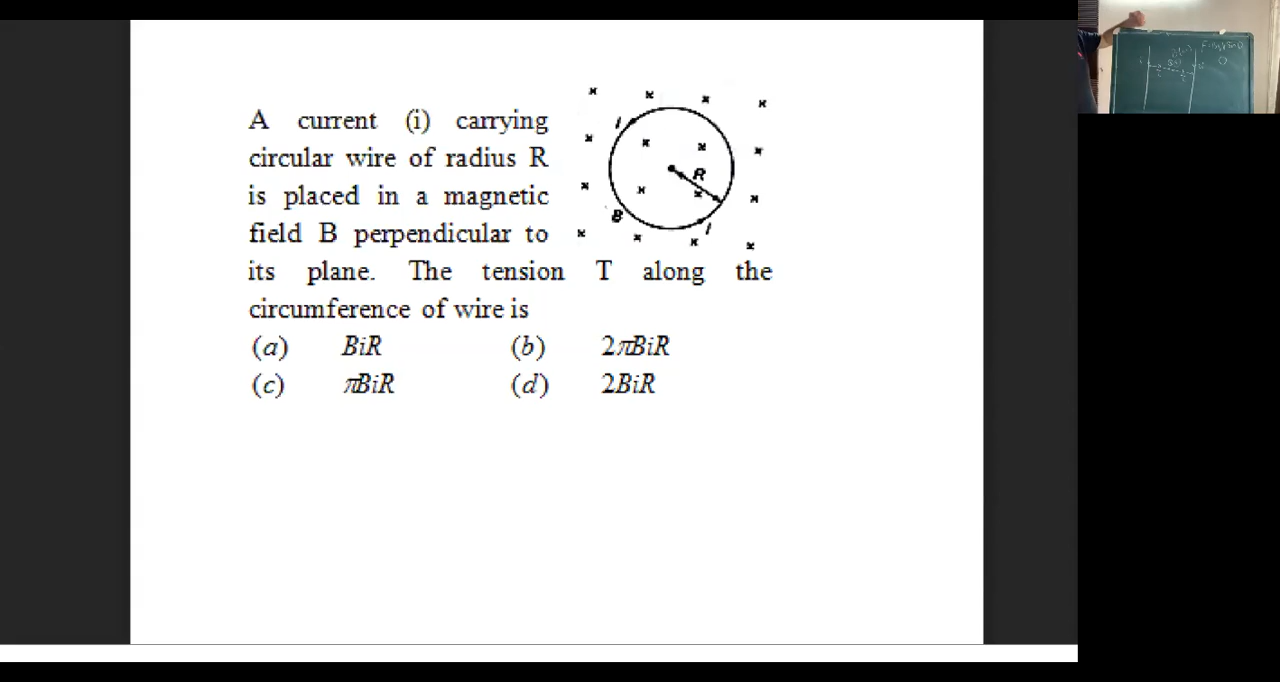 A current (i) carrying
circular wire of radius R
is placed in a magnetic
field B perpendicular to
its plane. The tension T along the
circumference of wire is
(a) BiR (b) 2πBiR
(c) πBiR (d) 2BiR
R
B